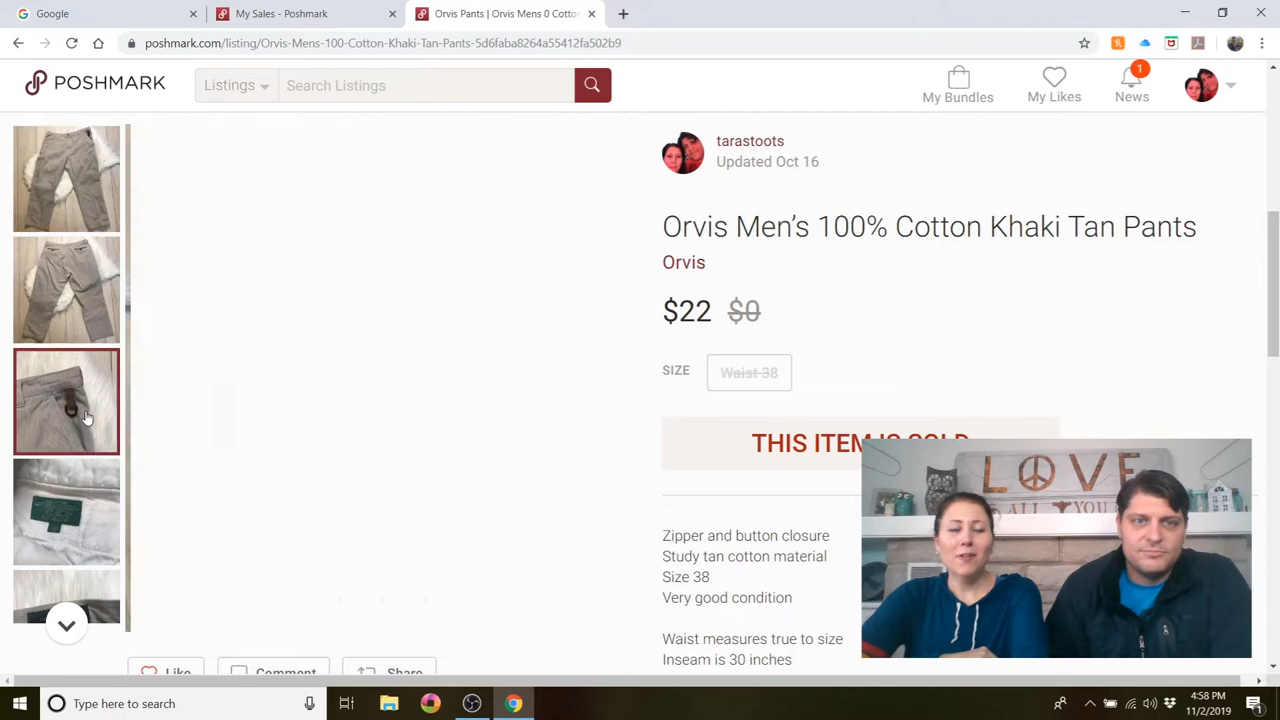 Google
My Sales - Poshmark
Orvis Pants | Orvis Mens 0 Cotton
poshmark.com/listing/Orvis-Mens-100-Cotton-Khaki-Tan-Pants-5d6faba8264a55412fa502b9
POSHMARK
Listings
Search Listings
My Bundles
My Likes
1
News
tarastoots
Updated Oct 16
Orvis Men's 100% Cotton Khaki Tan Pants
Orvis
$22 $0
SIZE
Waist 38
THIS ITEM IS SOLD
LOVE
ALL YOU
Zipper and button closure
Study tan cotton material
Size 38
Very good condition
Waist measures true to size
Inseam is 30 inches
Like
Comment
Share
Type here to search
4:58 PM
11/2/2019
1